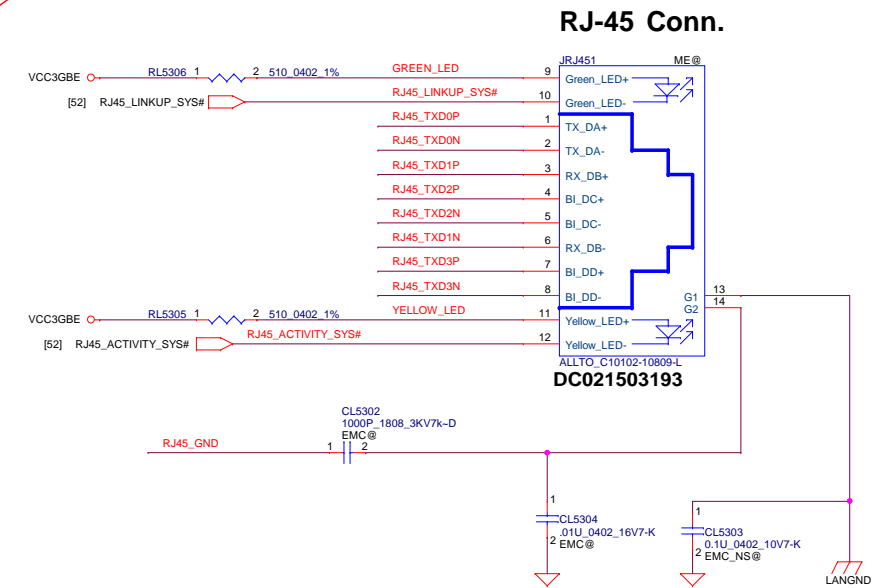 RJ-45 Conn.
JRJ451 ME@
VCC3GBE RL5306 1 2 510_0402_1% GREEN_LED 9 Green_LED+
[52] RJ45_LINKUP_SYS# RJ45_LINKUP_SYS# 10 Green_LED-
RJ45_TXD0P 1 TX_DA+
RJ45_TXD0N 2 TX_DA-
RJ45_TXD1P 3 RX_DB+
RJ45_TXD2P 4 BI_DC+
RJ45_TXD2N 5 BI_DC-
RJ45_TXD1N 6 RX_DB-
RJ45_TXD3P 7 BI_DD+
RJ45_TXD3N 8 BI_DD- G1 13
G2 14
VCC3GBE RL5305 1 2 510_0402_1% YELLOW_LED 11 Yellow_LED+
[52] RJ45_ACTIVITY_SYS# RJ45_ACTIVITY_SYS# 12 Yellow_LED-
ALLTO_C10102-10809-L
DC021503193
CL5302
1000P_1808_3KV7k~D
EMC@
RJ45_GND 1 2
1
CL5304
.01U_0402_16V7-K
2 EMC@
1
CL5303
0.1U_0402_10V7-K
2 EMC_NS@
LANGND